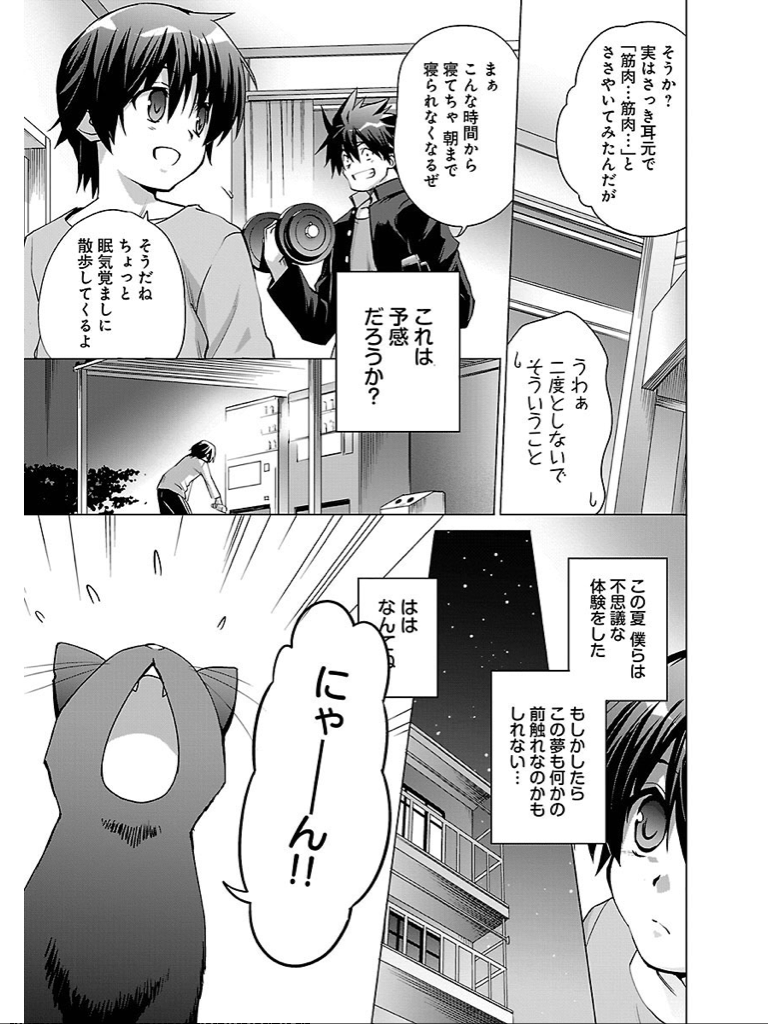 そうか?
実はさっき耳元で
「筋肉…筋肉…」と
ささやいてみたんだが
うわぁ
二度としないで
そういうこと
まぁ
こんな時間から
寝てちゃ 朝まで
寝られなくなるぜ
そうだね
ちょっと
眠気覚ましに
散歩してくるよ
これは
予感
だろうか?
この夏 僕らは
不思議な
体験をした
もしかしたら
この夢も何かの
前触れなのかも
しれない…
はは
なんてね
にゃーーん!!